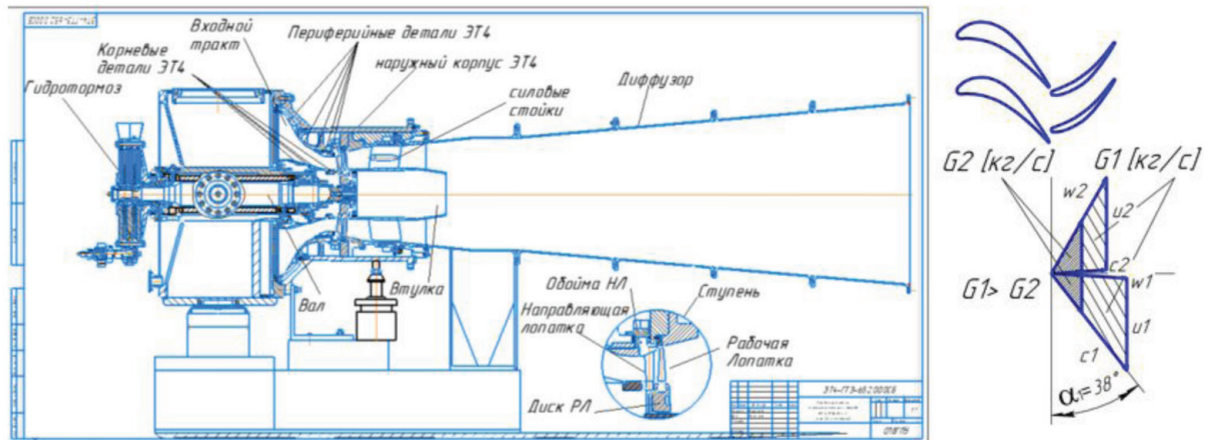 Входной
тракт
Периферийные детали ЭТ4
Корневые
детали ЭТ4
наружный корпус ЭТ4
Гидротормоз
силовые
стойки
Диффузор
Вал
Втулка
Обойма НЛ
Ступень
Направляющая
лопатка
Рабочая
Лопатка
Диск РЛ
G2 [кг/с]
G1 [кг/с]
w2
u2
c2
w1
G1> G2
u1
c1
α₁=38°